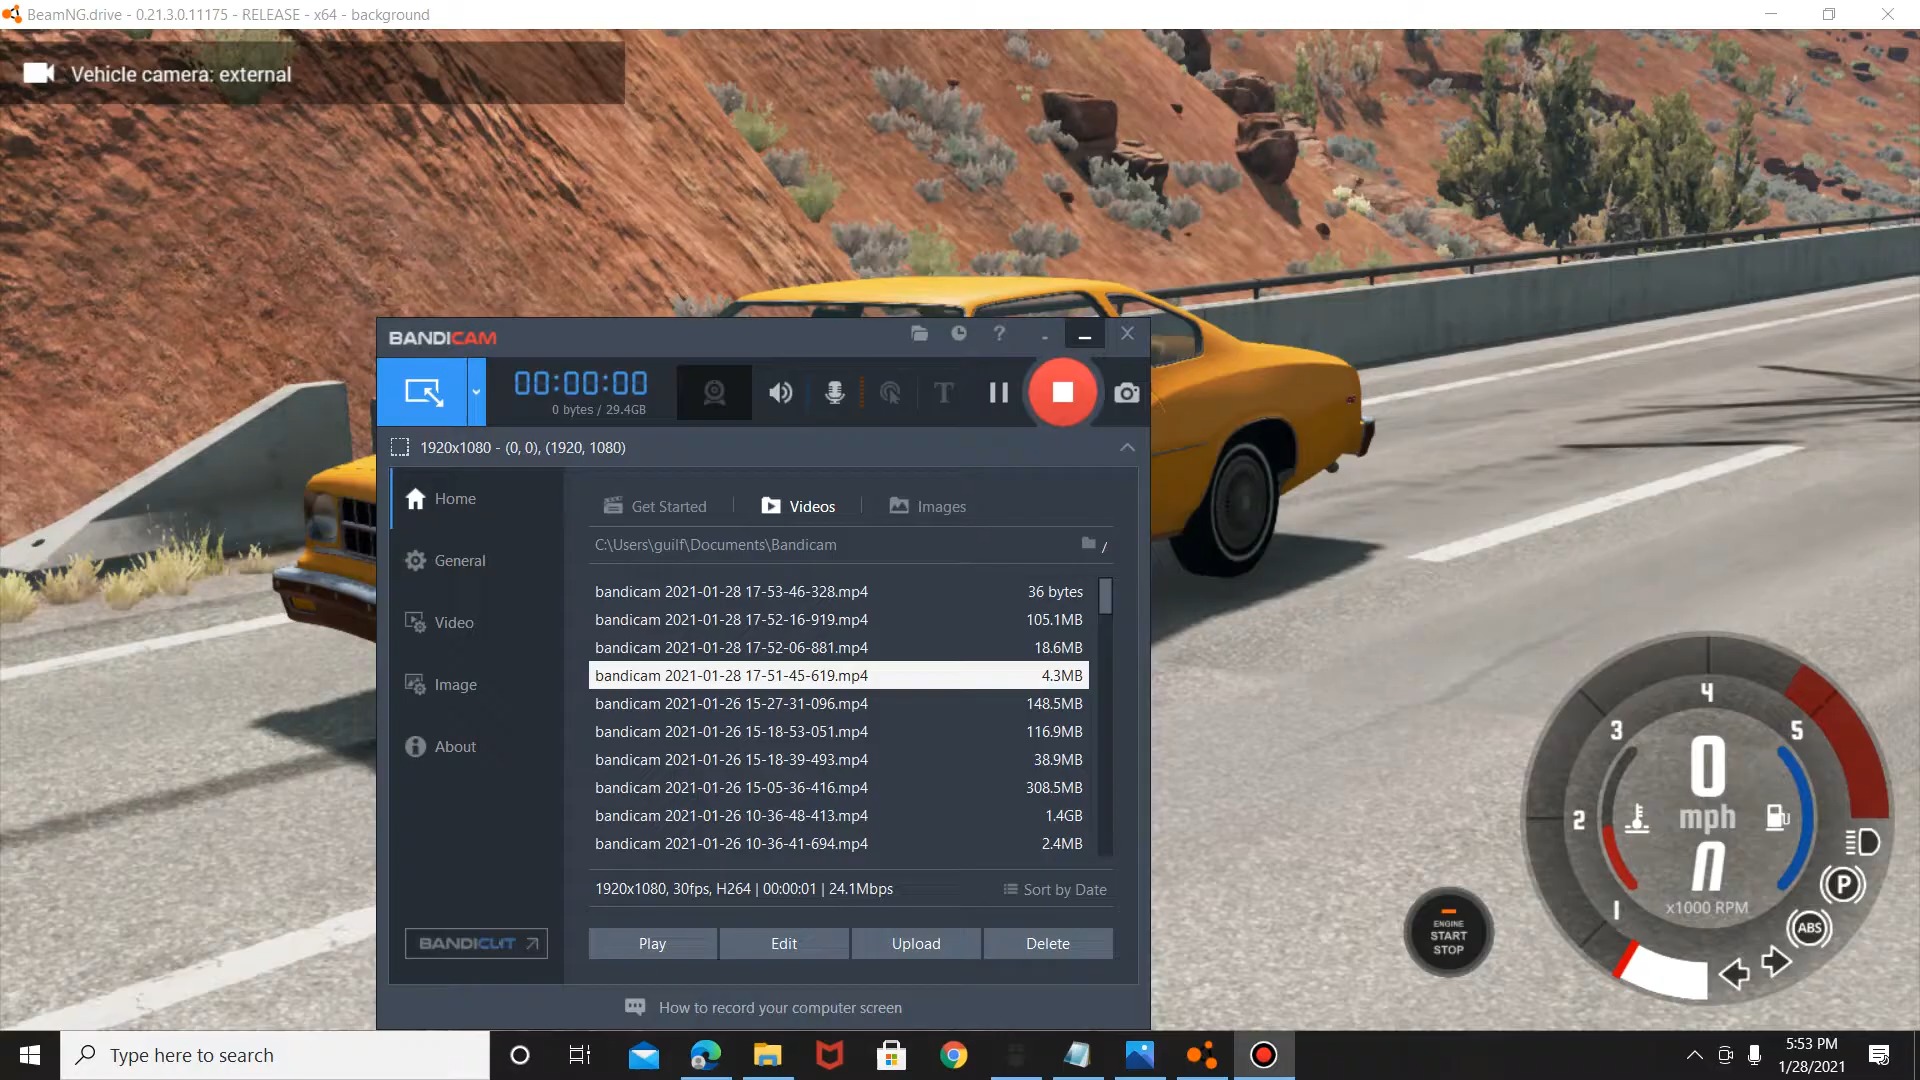 BeamNG.drive - 0.21.3.0.11175 - RELEASE - x64 - background
Vehicle camera: external
BANDICAM
00:00:00
0 bytes / 29.4GB
T
1920x1080 - (0, 0), (1920, 1080)
Home
General
Video
Image
About
BANDICUT
Get Started
Videos
Images
C:\Users\guilf\Documents\Bandicam
/
bandicam 2021-01-28 17-53-46-328.mp4 36 bytes
bandicam 2021-01-28 17-52-16-919.mp4 105.1MB
bandicam 2021-01-28 17-52-06-881.mp4 18.6MB
bandicam 2021-01-28 17-51-45-619.mp4 4.3MB
bandicam 2021-01-26 15-27-31-096.mp4 148.5MB
bandicam 2021-01-26 15-18-53-051.mp4 116.9MB
bandicam 2021-01-26 15-18-39-493.mp4 38.9MB
bandicam 2021-01-26 15-05-36-416.mp4 308.5MB
bandicam 2021-01-26 10-36-48-413.mp4 1.4GB
bandicam 2021-01-26 10-36-41-694.mp4 2.4MB
1920x1080, 30fps, H264 | 00:00:01 | 24.1Mbps
Sort by Date
Play
Edit
Upload
Delete
How to record your computer screen
1
2
3
4
5
0
mph
n
x1000 RPM
P
ABS
ENGINE
START
STOP
Type here to search
5:53 PM
1/28/2021